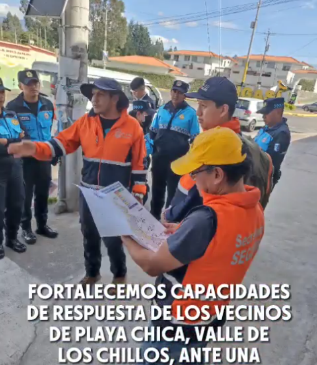 FORTALECEMOS CAPACIDADES
DE RESPUESTA DE LOS VECINOS
DE PLAYA CHICA, VALLE DE
LOS CHILLOS, ANTE UNA